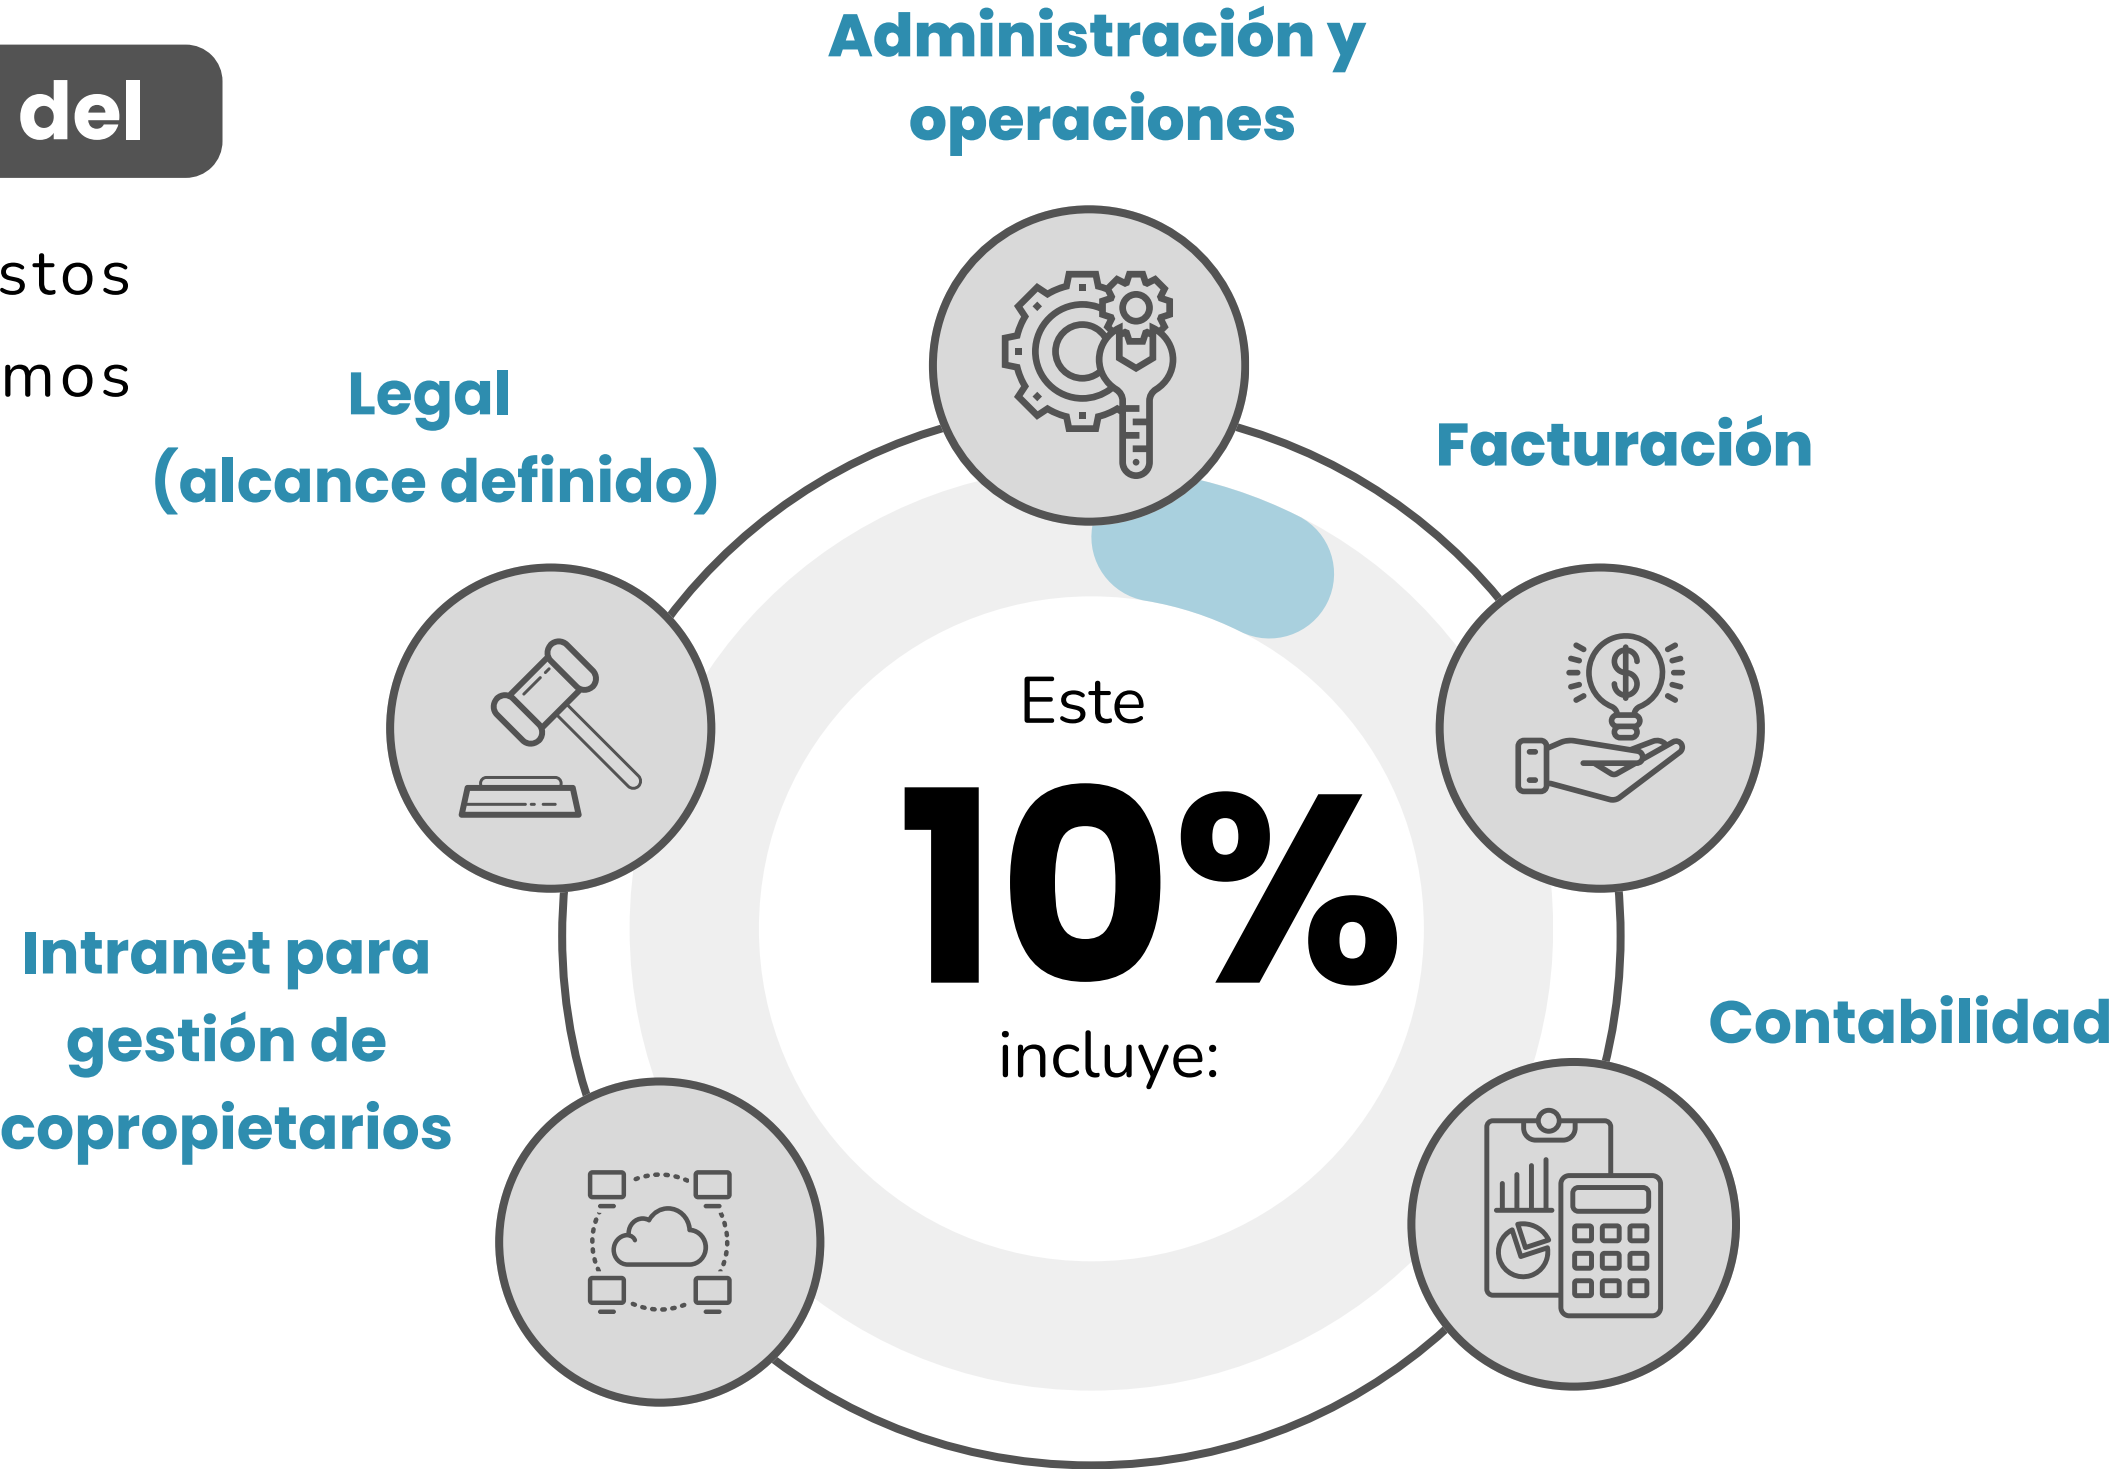 del
stos
mos
Administración y
operaciones
Legal
(alcance definido)
Facturación
Intranet para
gestión de
copropietarios
Contabilidad
Este
10%
incluye: